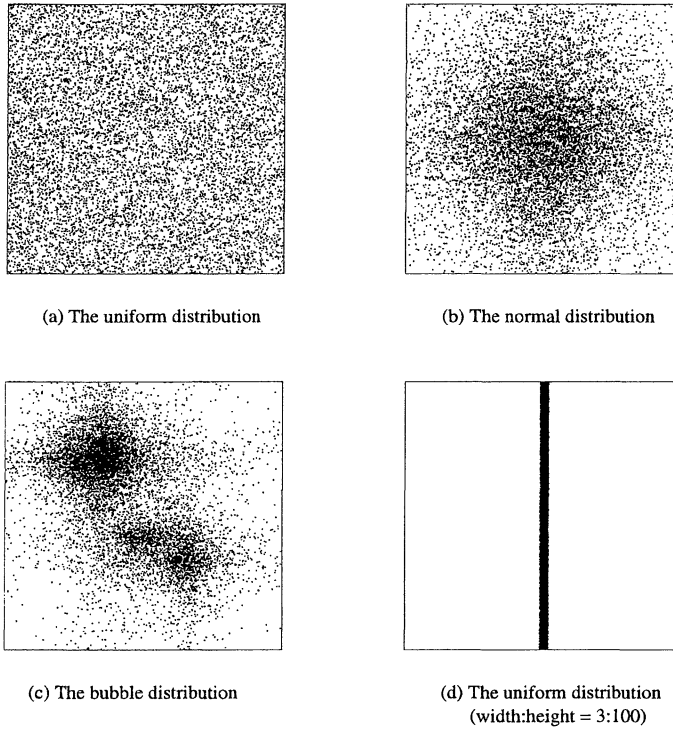 (a) The uniform distribution
(b) The normal distribution
(c) The bubble distribution
(d) The uniform distribution
(width:height = 3:100)